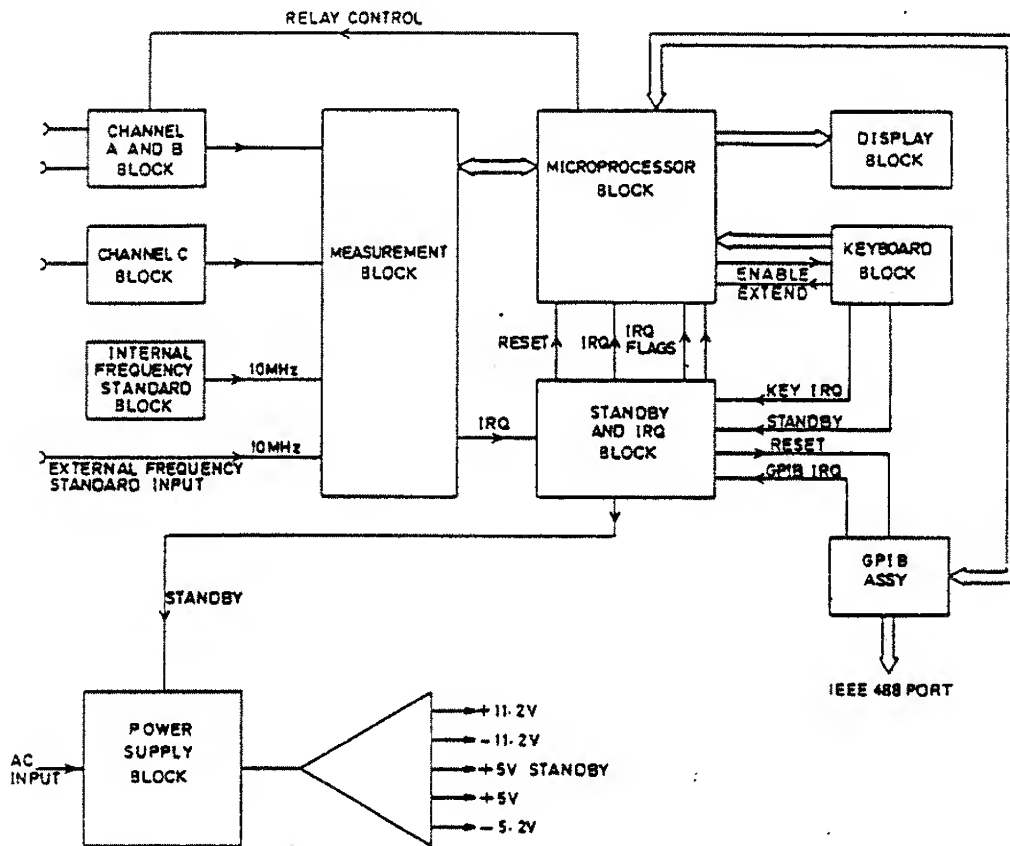 RELAY CONTROL
CHANNEL
A AND B
BLOCK
MICROPROCESSOR
BLOCK
DISPLAY
BLOCK
CHANNEL C
BLOCK
MEASUREMENT
BLOCK
KEYBOARD
BLOCK
ENABLE
EXTEND
INTERNAL
FREQUENCY
STANDARD
BLOCK
10MHz
RESET
IRQ
IRQ
FLAGS
STANDBY
AND IRQ
BLOCK
KEY IRQ
STANDBY
RESET
GPIB IRQ
IRQ
10MHz
EXTERNAL FREQUENCY
STANDARD INPUT
GPIB
ASSY
STANDBY
IEEE 488 PORT
POWER
SUPPLY
BLOCK
AC
INPUT
+11.2V
-11.2V
+5V STANDBY
+5V
-5.2V